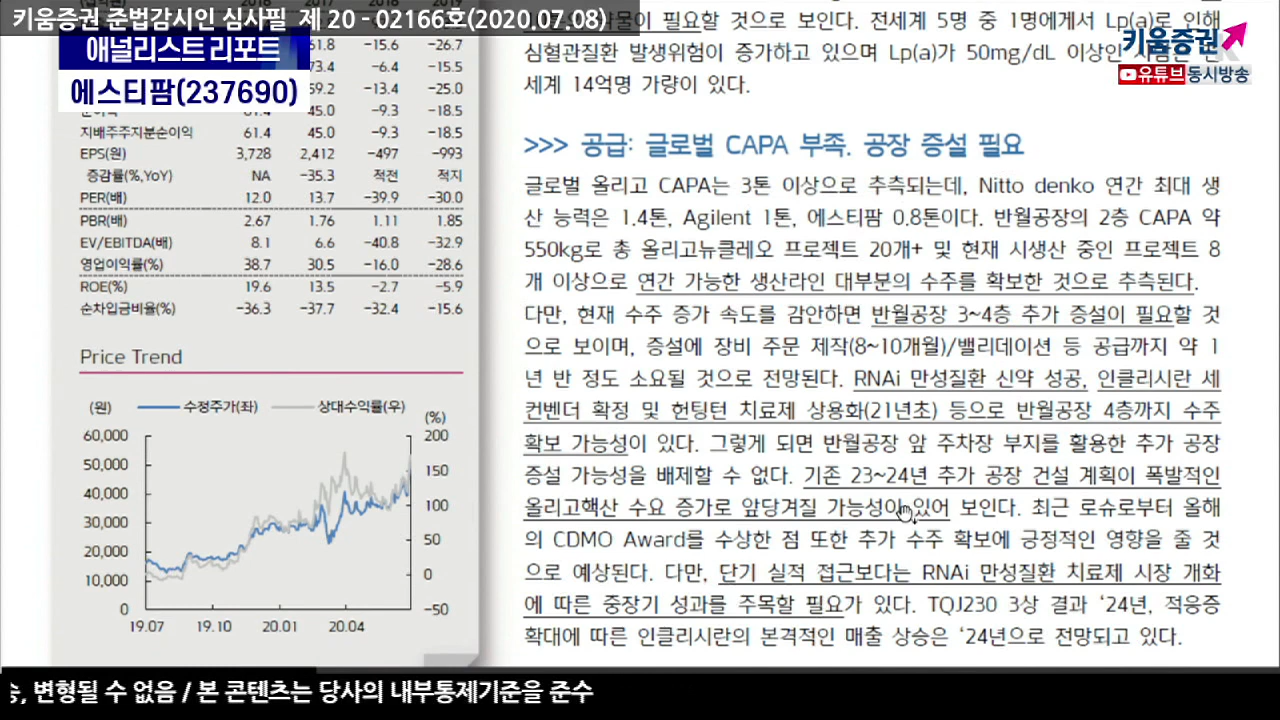 키움증권 준법감시인 심사필 제 20 - 02166호(2020.07.08)
애널리스트 리포트
에스티팜(237690)
키움증권
유튜브동시방송
61.8 -15.6 -26.7
73.4 -6.4 -15.5
59.2 -13.4 -25.0
45.0 -9.3 -18.5
지배주주지분순이익 61.4 45.0 -9.3 -18.5
EPS(원) 3,728 2,412 -497 -993
증감률(%,YoY) NA -35.3 적전 적지
PER(배) 12.0 13.7 -39.9 -30.0
PBR(배) 2.67 1.76 1.11 1.85
EV/EBITDA(배) 8.1 6.6 -40.8 -32.9
영업이익률(%) 38.7 30.5 -16.0 -28.6
ROE(%) 19.6 13.5 -2.7 -5.9
순차입금비율(%) -36.3 -37.7 -32.4 -15.6
Price Trend
(원) 수정주가(좌) 상대수익률(우) (%)
60,000 200
50,000 150
40,000 100
30,000
20,000 50
10,000 0
0 -50
19.07 19.10 20.01 20.04
필요할 것으로 보인다. 전세계 5명 중 1명에게서 Lp(a)로 인해
심혈관질환 발생위험이 증가하고 있으며 Lp(a)가 50mg/dL 이상인
세계 14억명 가량이 있다.
>>> 공급: 글로벌 CAPA 부족. 공장 증설 필요
글로벌 올리고 CAPA는 3톤 이상으로 추측되는데, Nitto denko 연간 최대 생
산 능력은 1.4톤, Agilent 1톤, 에스티팜 0.8톤이다. 반월공장의 2층 CAPA 약
550kg로 총 올리고뉴클레오 프로젝트 20개+ 및 현재 시생산 중인 프로젝트 8
개 이상으로 연간 가능한 생산라인 대부분의 수주를 확보한 것으로 추측된다.
다만, 현재 수주 증가 속도를 감안하면 반월공장 3~4층 추가 증설이 필요할 것
으로 보이며, 증설에 장비 주문 제작(8~10개월)/밸리데이션 등 공급까지 약 1
년 반 정도 소요될 것으로 전망된다. RNAi 만성질환 신약 성공, 인클리시란 세
컨벤더 확정 및 헌팅턴 치료제 상용화(21년초) 등으로 반월공장 4층까지 수주
확보 가능성이 있다. 그렇게 되면 반월공장 앞 주차장 부지를 활용한 추가 공장
증설 가능성을 배제할 수 없다. 기존 23~24년 추가 공장 건설 계획이 폭발적인
올리고핵산 수요 증가로 앞당겨질 가능성이 있어 보인다. 최근 로슈로부터 올해
의 CDMO Award를 수상한 점 또한 추가 수주 확보에 긍정적인 영향을 줄 것
으로 예상된다. 다만, 단기 실적 접근보다는 RNAi 만성질환 치료제 시장 개화
에 따른 중장기 성과를 주목할 필요가 있다. TQJ230 3상 결과 ‘24년, 적응증
확대에 따른 인클리시란의 본격적인 매출 상승은 ‘24년으로 전망되고 있다.
, 변형될 수 없음 / 본 콘텐츠는 당사의 내부통제기준을 준수